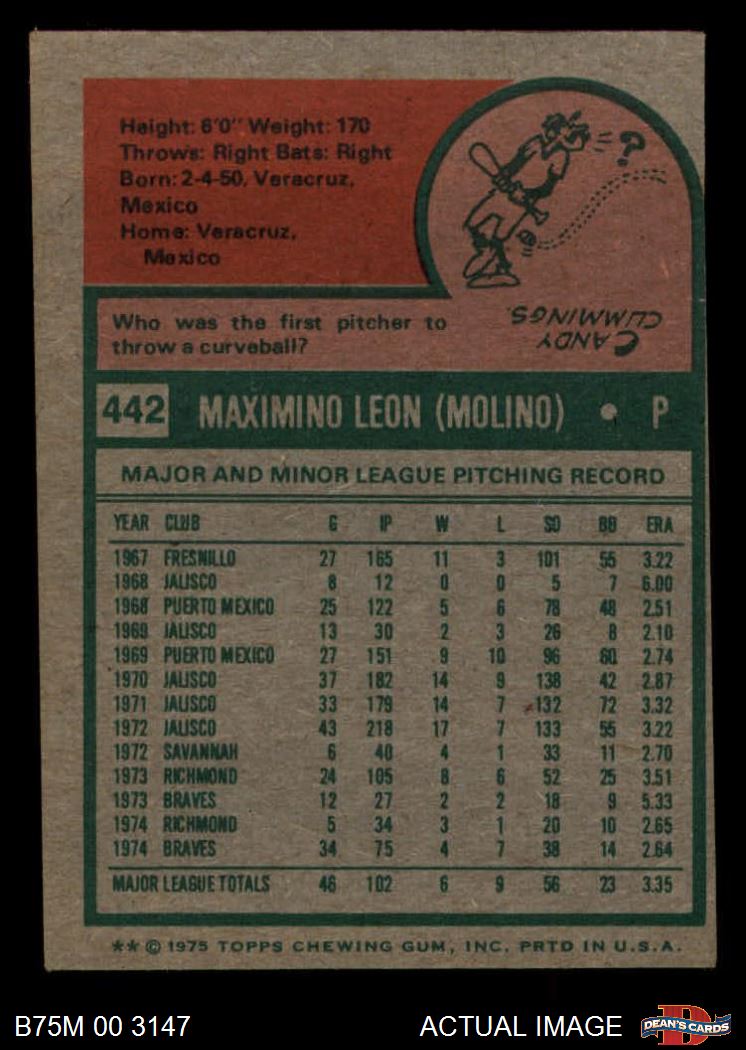 Height: 6'0" Weight: 170
Throws: Right Bats: Right
Born: 2-4-50, Veracruz,
Mexico
Home: Veracruz,
Mexico
?
Who was the first pitcher to
throw a curveball?
CANDY
CUMMINGS.
442 MAXIMINO LEON (MOLINO) • P
MAJOR AND MINOR LEAGUE PITCHING RECORD
YEAR CLUB G IP W L SO BB ERA
1967 FRESNILLO 27 165 11 3 101 55 3.22
1968 JALISCO 8 12 0 0 5 7 6.00
1968 PUERTO MEXICO 25 122 5 6 78 48 2.51
1969 JALISCO 13 30 2 3 26 8 2.10
1969 PUERTO MEXICO 27 151 9 10 96 60 2.74
1970 JALISCO 37 182 14 9 138 42 2.87
1971 JALISCO 33 179 14 7 132 72 3.32
1972 JALISCO 43 218 17 7 133 55 3.22
1972 SAVANNAH 6 40 4 1 33 11 2.70
1973 RICHMOND 24 105 8 6 52 25 3.51
1973 BRAVES 12 27 2 2 18 9 5.33
1974 RICHMOND 5 34 3 1 20 10 2.65
1974 BRAVES 34 75 4 7 38 14 2.64
MAJOR LEAGUE TOTALS 46 102 6 9 56 23 3.35
** © 1975 TOPPS CHEWING GUM, INC. PRTD IN U.S.A.
B75M 00 3147 ACTUAL IMAGE DEAN'S CARDS